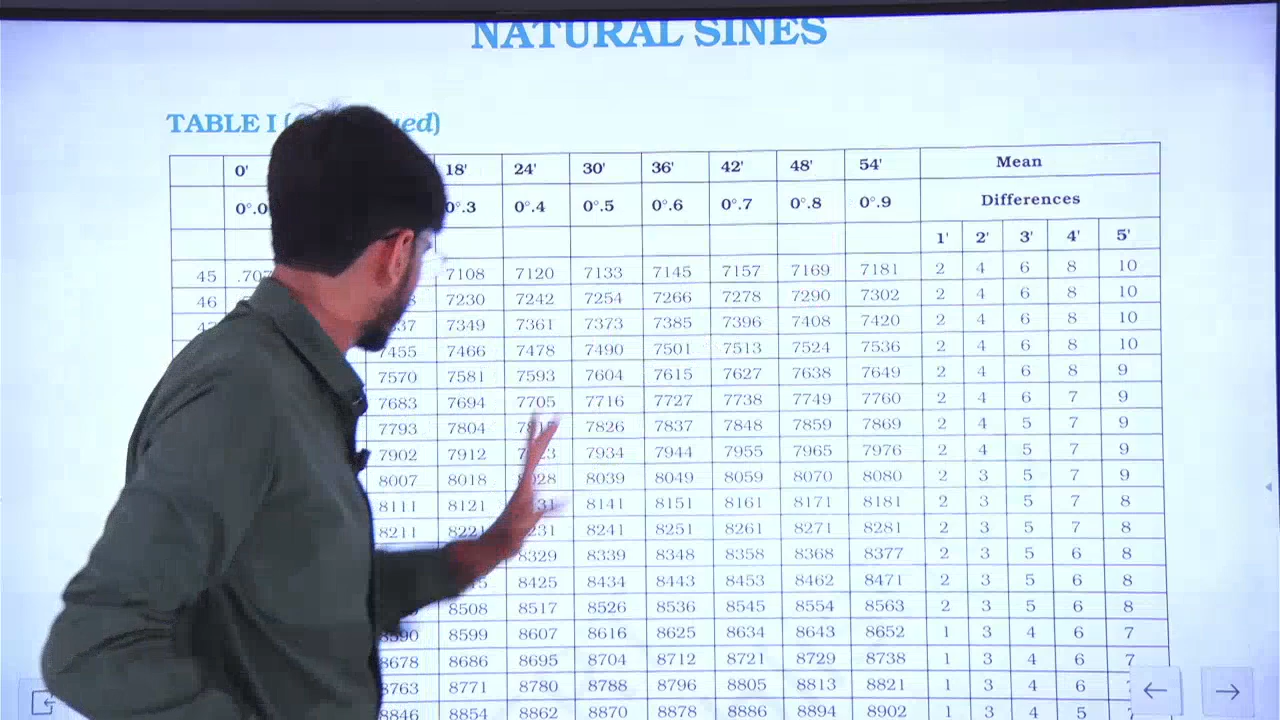 NATURAL SINES
TABLE I ued)
0' 18' 24' 30' 36' 42' 48' 54' Mean
0°.0 0°.3 0°.4 0°.5 0°.6 0°.7 0°.8 0°.9 Differences
1' 2' 3' 4' 5'
45 .707 7108 7120 7133 7145 7157 7169 7181 2 4 6 8 10
46 7230 7242 7254 7266 7278 7290 7302 2 4 6 8 10
7349 7361 7373 7385 7396 7408 7420 2 4 6 8 10
7455 7466 7478 7490 7501 7513 7524 7536 2 4 6 8 10
7570 7581 7593 7604 7615 7627 7638 7649 2 4 6 8 9
7683 7694 7705 7716 7727 7738 7749 7760 2 4 6 7 9
7793 7804 7826 7837 7848 7859 7869 2 4 5 7 9
7902 7912 7934 7944 7955 7965 7976 2 4 5 7 9
8007 8018 8028 8039 8049 8059 8070 8080 2 3 5 7 9
8111 8121 8141 8151 8161 8171 8181 2 3 5 7 8
8211 8221 8231 8241 8251 8261 8271 8281 2 3 5 7 8
8329 8339 8348 8358 8368 8377 2 3 5 6 8
8425 8434 8443 8453 8462 8471 2 3 5 6 8
8508 8517 8526 8536 8545 8554 8563 2 3 5 6 8
8590 8599 8607 8616 8625 8634 8643 8652 1 3 4 6 7
8678 8686 8695 8704 8712 8721 8729 8738 1 3 4 6 7
8763 8771 8780 8788 8796 8805 8813 8821 1 3 4 6
8846 8854 8862 8870 8878 8886 8894 8902 1 3 4 5